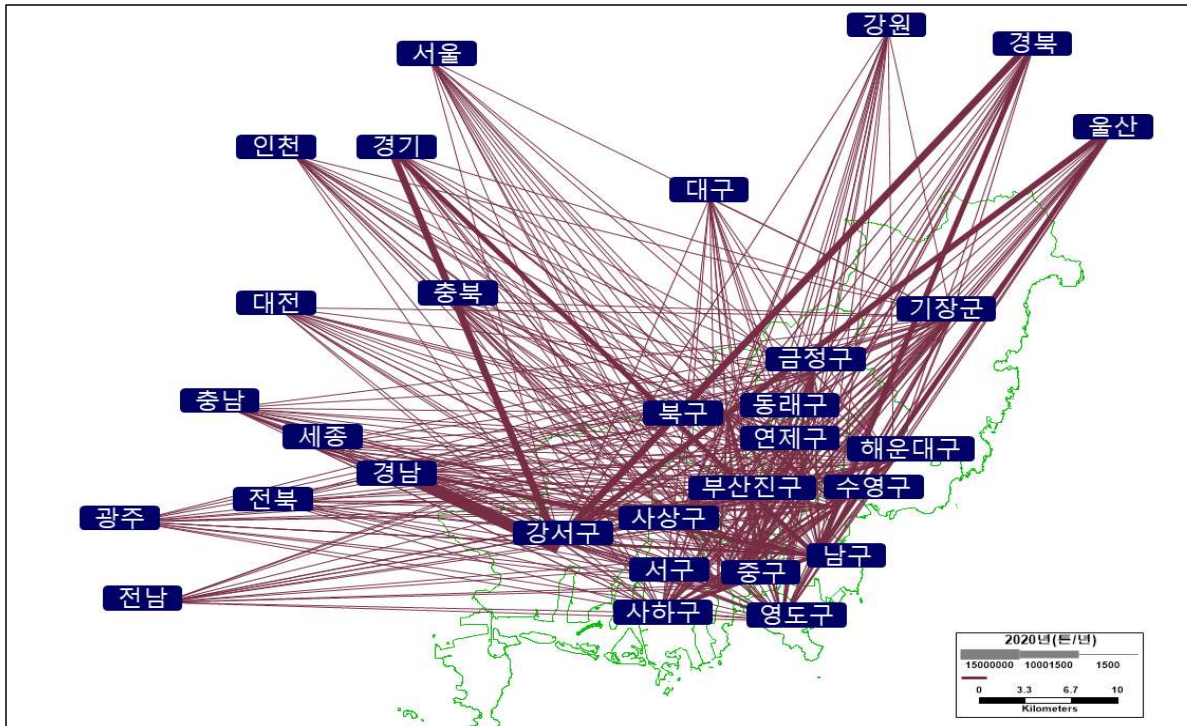 강원
경북
서울
울산
인천
경기
대구
대전
충북
기장군
금정구
충남
북구
동래구
세종
연제구
해운대구
경남
전북
부산진구
수영구
광주
강서구
사상구
남구
서구
중구
전남
사하구
영도구
2020년(톤/년)
15000000 10001500 1500
0 3.3 6.7 10
Kilometers